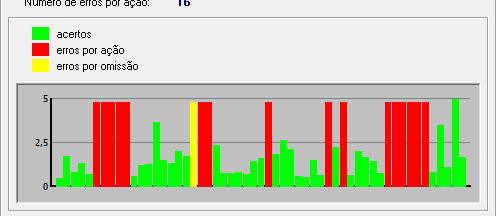 Número de erros por ação: 16
acertos
erros por ação
erros por omissão
5
2,5
0